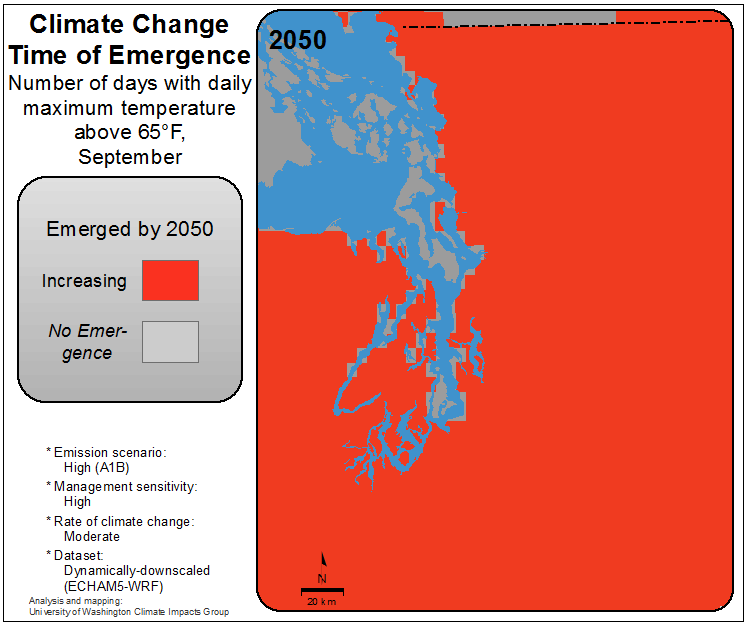 Climate Change
Time of Emergence
Number of days with daily
maximum temperature
above 65°F,
September
Emerged by 2050
Increasing
No Emer-
gence
* Emission scenario:
High (A1B)
* Management sensitivity:
High
* Rate of climate change:
Moderate
* Dataset:
Dynamically-downscaled
(ECHAM5-WRF)
Analysis and mapping:
University of Washington Climate Impacts Group
2050
N
20 km